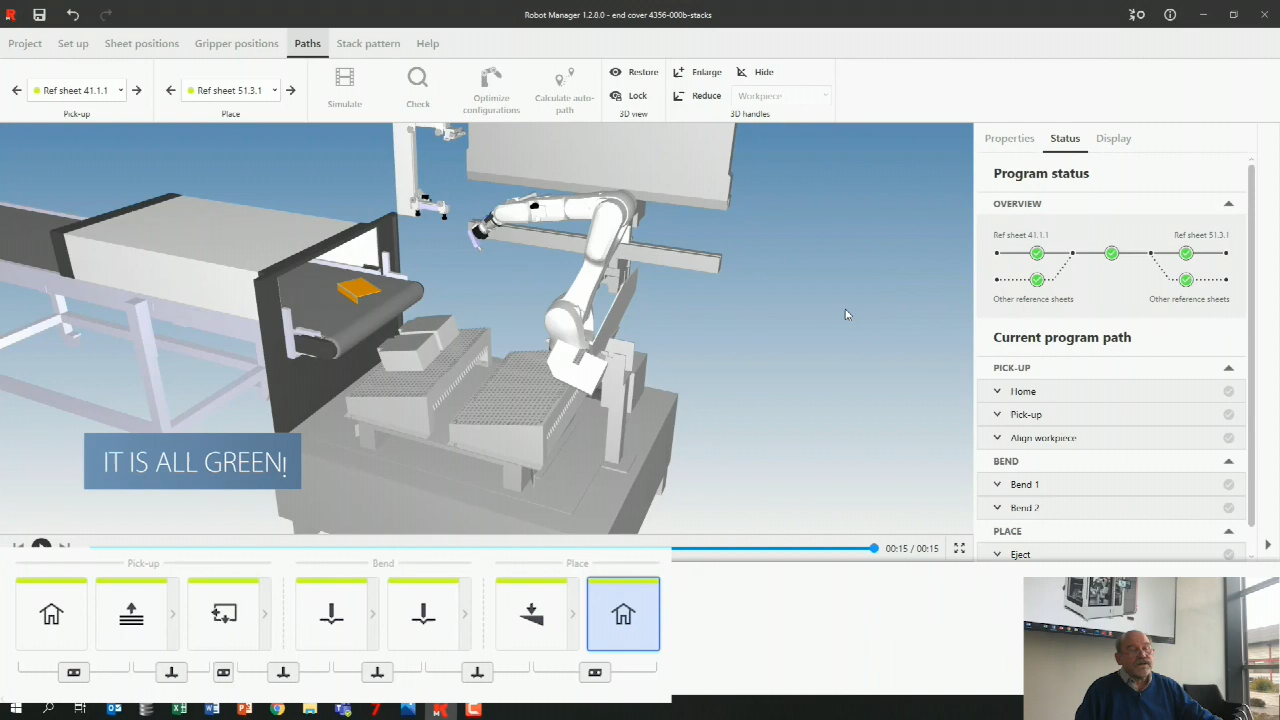 Robot Manager 1.2.8.0 - end cover 4356-000b-stacks
Project Set up Sheet positions Gripper positions Paths Stack pattern Help
Ref sheet 41.1.1
Pick-up
Ref sheet 51.3.1
Place
Simulate
Check
Optimize
configurations
Calculate auto-
path
Restore
Lock
3D view
Enlarge
Hide
Reduce
Workpiece
3D handles
Properties Status Display
Program status
OVERVIEW
Ref sheet 41.1.1
Ref sheet 51.3.1
Other reference sheets
Other reference sheets
Current program path
PICK-UP
Home
Pick-up
Align workpiece
BEND
Bend 1
Bend 2
PLACE
Eject
IT IS ALL GREEN!
00:15 / 00:15
Pick-up
Bend
Place